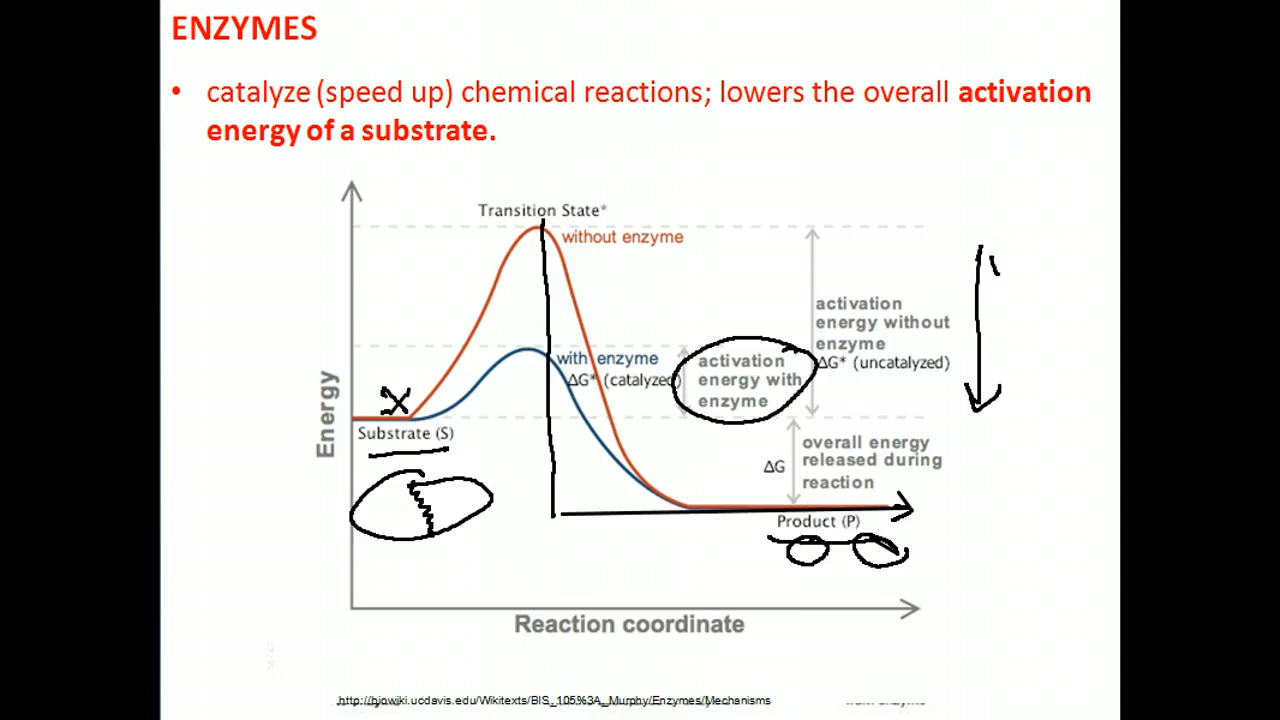 ENZYMES
• catalyze (speed up) chemical reactions; lowers the overall activation
energy of a substrate.
Transition State*
without enzyme
activation
energy without
enzyme
ΔG* (uncatalyzed)
with enzyme
ΔG* (catalyzed)
activation
energy with
enzyme
Energy
X
Substrate (S)
overall energy
released during
reaction
ΔG
Product (P)
Reaction coordinate
http://biowiki.ucdavis.edu/Wikitexts/BIS_105%3A_Murphy/Enzymes/Mechanisms